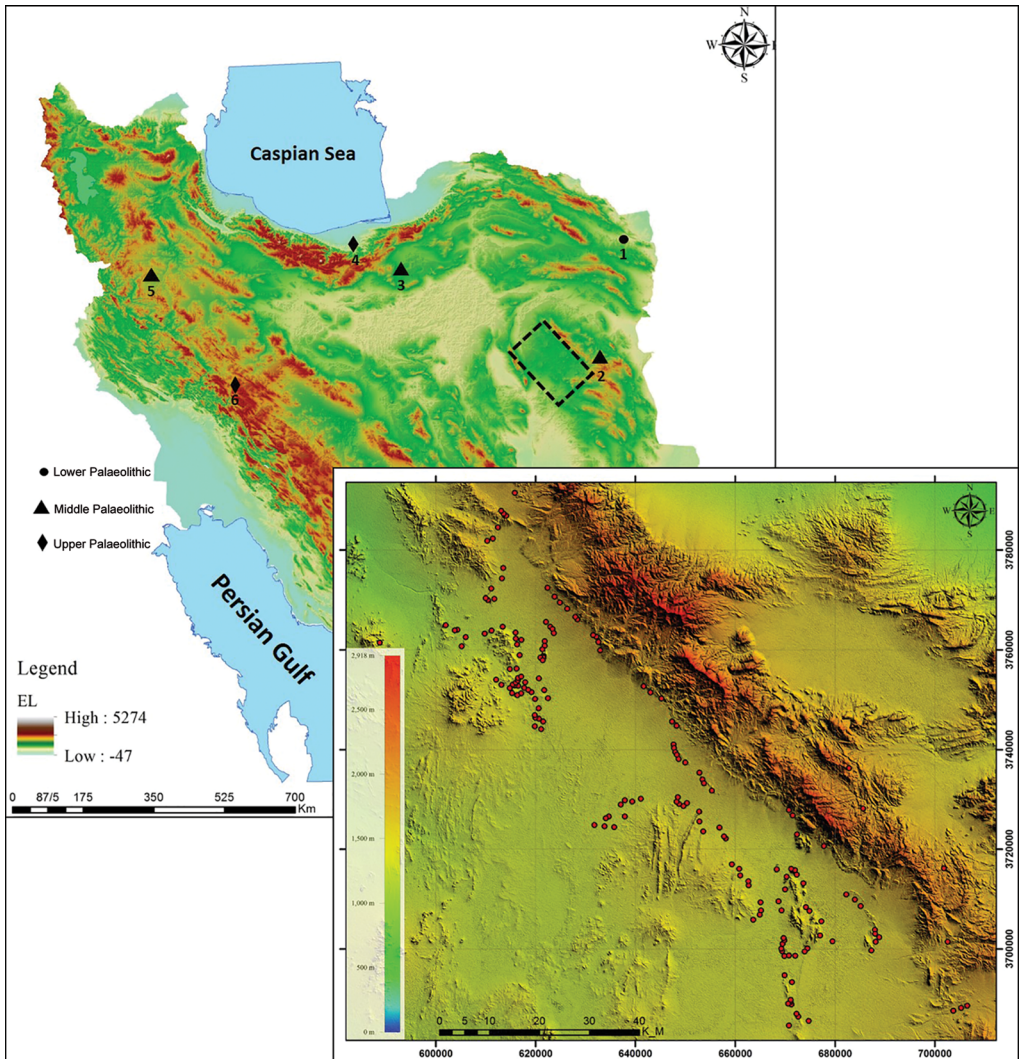 N
W
E
S
Caspian Sea
1
4
3
5
2
6
Lower Palaeolithic
Middle Palaeolithic
Upper Palaeolithic
Persian Gulf
Legend
EL
High : 5274
Low : -47
0 87/5 175 350 525 700
Km
N
W E
S
3780000
3760000
3740000
3720000
3700000
2,918 m
2,500 m
2,000 m
1,500 m
1,000 m
500 m
0 m
0 5 10 20 30 40
K_M
600000 620000 640000 660000 680000 700000